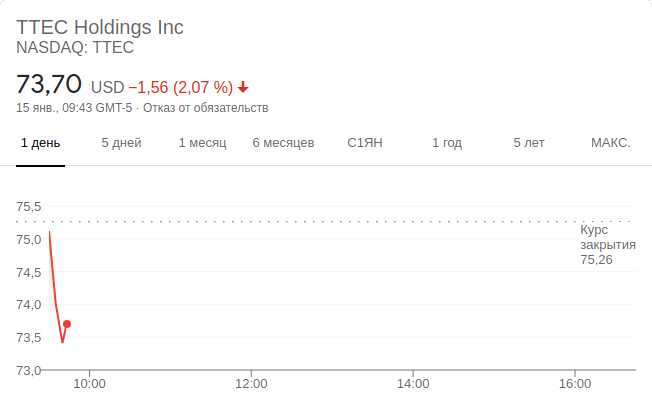 TTEC Holdings Inc
NASDAQ: TTEC
73,70 USD −1,56 (2,07 %)
15 янв., 09:43 GMT-5 · Отказ от обязательств
1 день 5 дней 1 месяц 6 месяцев С1ЯН 1 год 5 лет МАКС.
75,5
Курс
закрытия
75,26
75,0
74,5
74,0
73,5
73,0
10:00 12:00 14:00 16:00